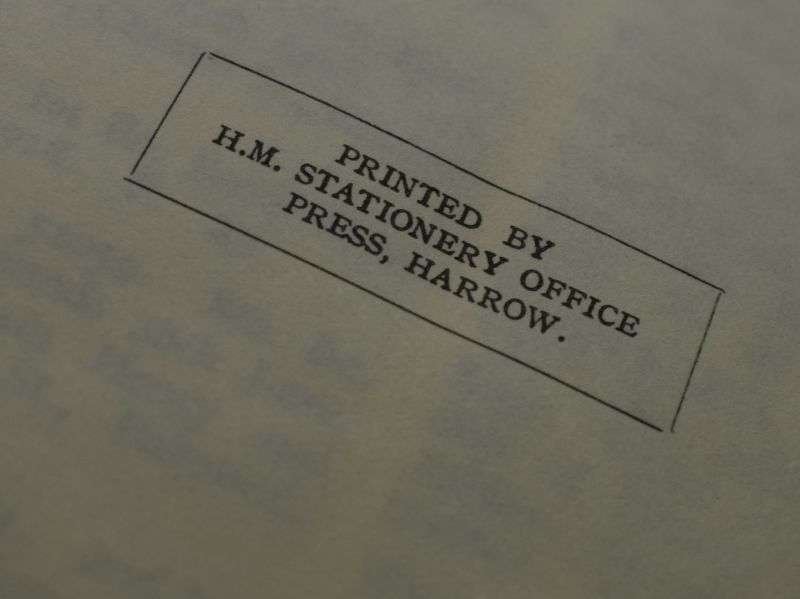 PRINTED BY
H.M. STATIONERY OFFICE
PRESS, HARROW.